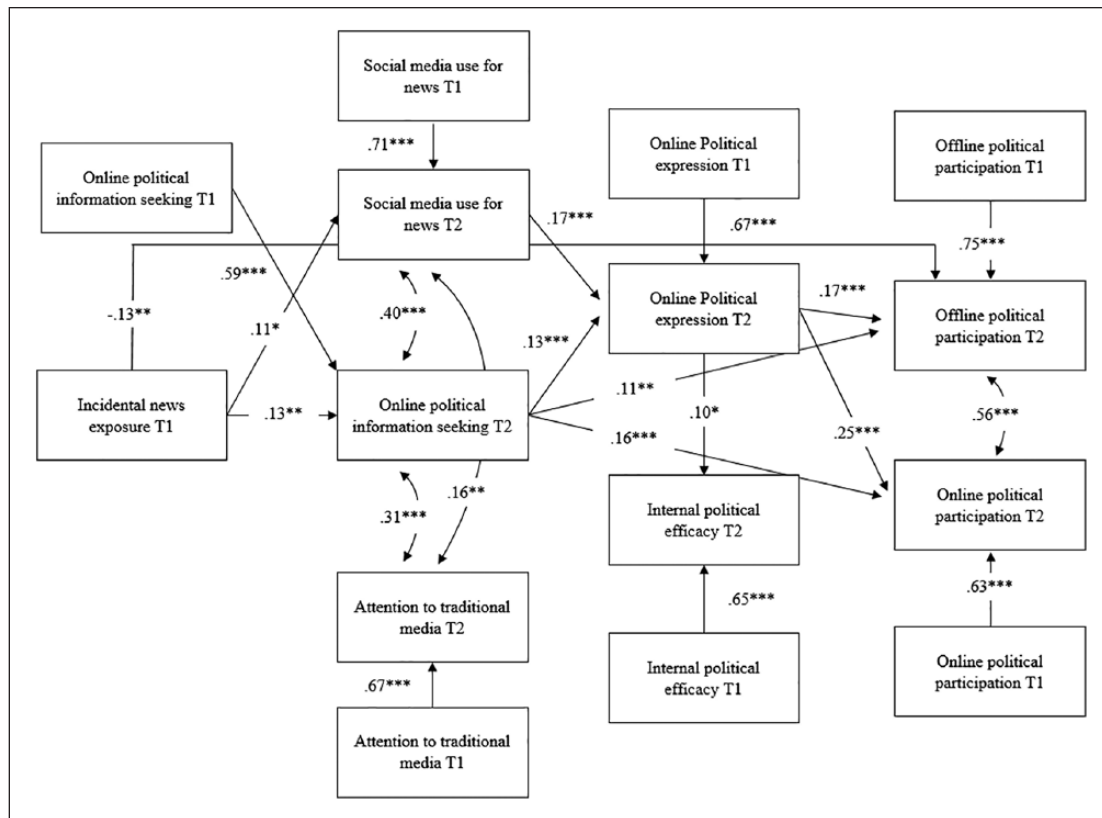 Social media use for
news T1
.71***
Online political
information seeking T1
Social media use for
news T2
Online Political
expression T1
Offline political
participation T1
.17***
.67***
.75***
.59***
-.13**
.11*
.40***
.13***
Online Political
expression T2
.17***
Offline political
participation T2
Incidental news
exposure T1
.13**
Online political
information seeking T2
.11**
.10*
.16***
.25***
.56***
.31***
.16**
Internal political
efficacy T2
Online political
participation T2
Attention to traditional
media T2
.65***
.63***
.67***
Internal political
efficacy T1
Online political
participation T1
Attention to traditional
media T1